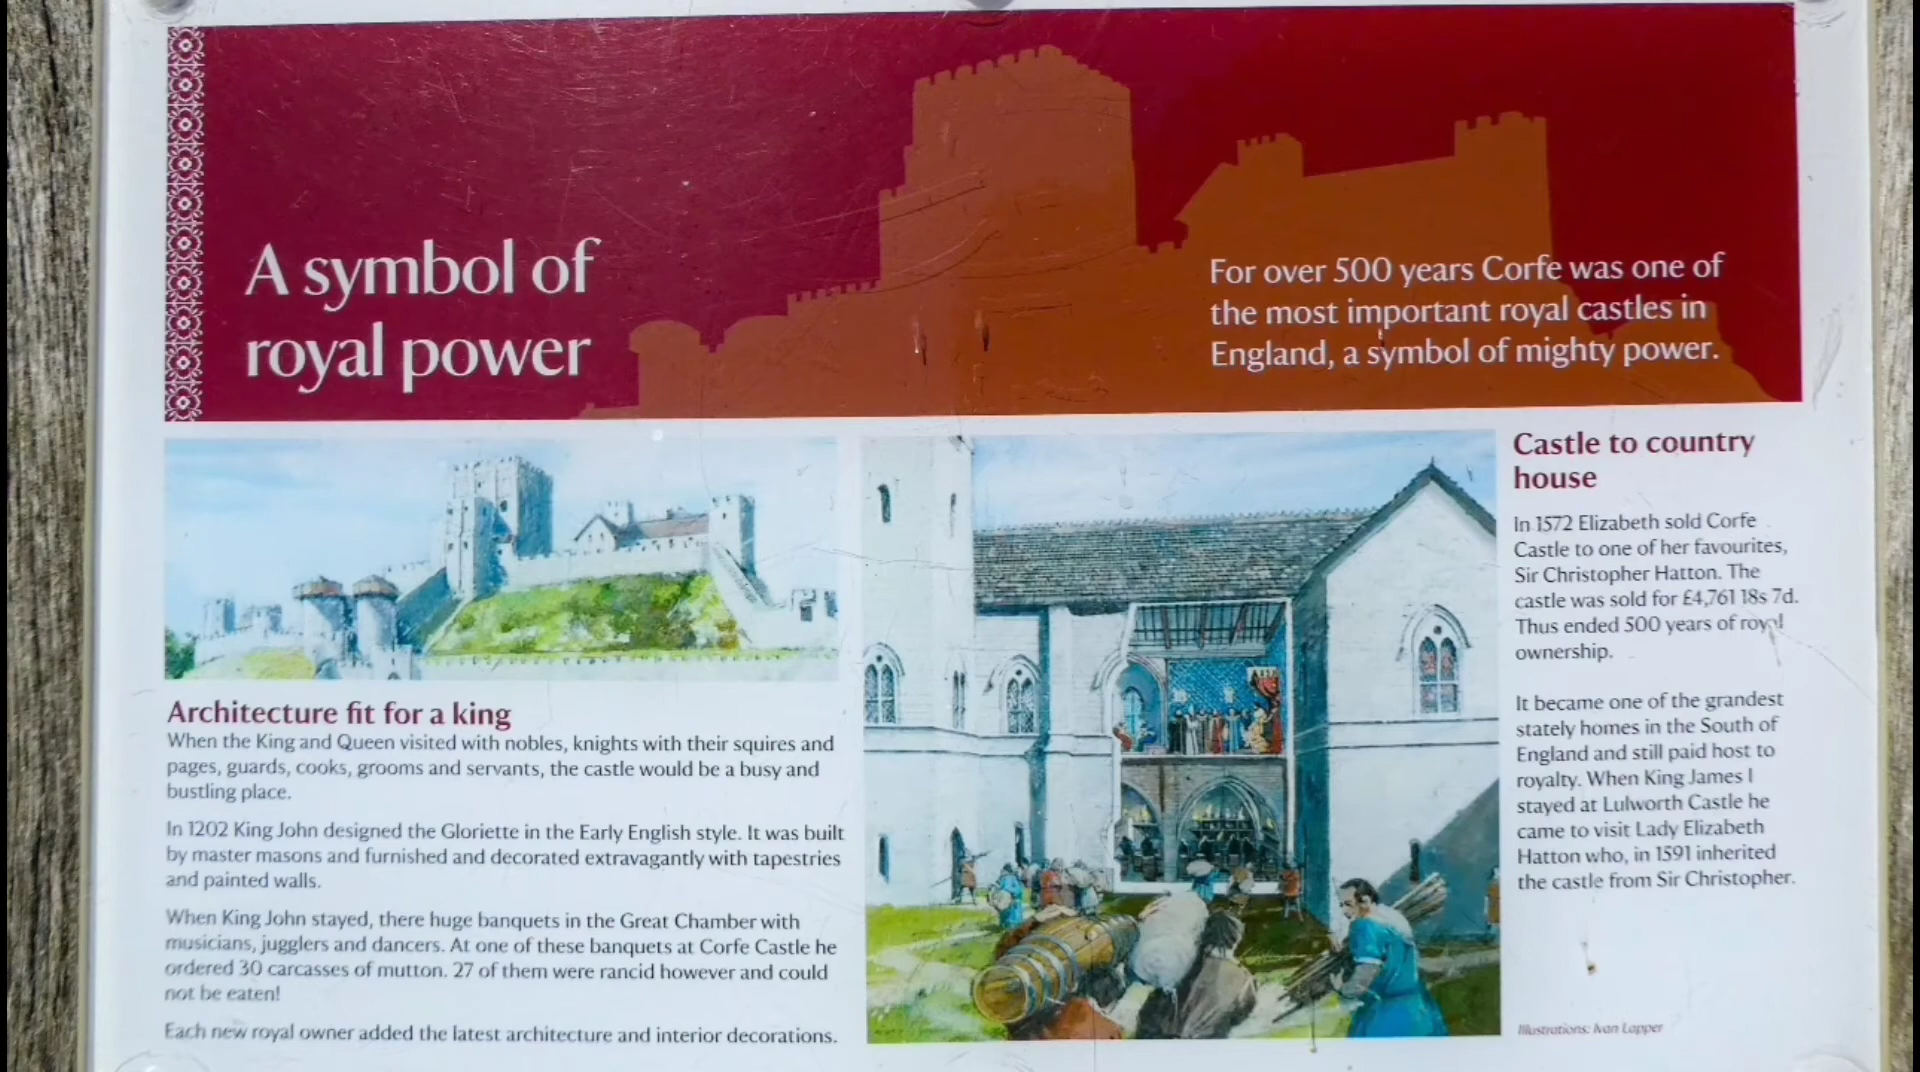 A symbol of
royal power
For over 500 years Corfe was one of
the most important royal castles in
England, a symbol of mighty power.
Architecture fit for a king
When the King and Queen visited with nobles, knights with their squires and
pages, guards, cooks, grooms and servants, the castle would be a busy and
bustling place.
In 1202 King John designed the Gloriette in the Early English style. It was built
by master masons and furnished and decorated extravagantly with tapestries
and painted walls.
When King John stayed, there huge banquets in the Great Chamber with
musicians, jugglers and dancers. At one of these banquets at Corfe Castle he
ordered 30 carcasses of mutton. 27 of them were rancid however and could
not be eaten!
Each new royal owner added the latest architecture and interior decorations.
Castle to country
house
In 1572 Elizabeth sold Corfe
Castle to one of her favourites,
Sir Christopher Hatton. The
castle was sold for £4,761 18s 7d.
Thus ended 500 years of royal
ownership.
It became one of the grandest
stately homes in the South of
England and still paid host to
royalty. When King James I
stayed at Lulworth Castle he
came to visit Lady Elizabeth
Hatton who, in 1591 inherited
the castle from Sir Christopher.
Illustrations: Ivan Lapper